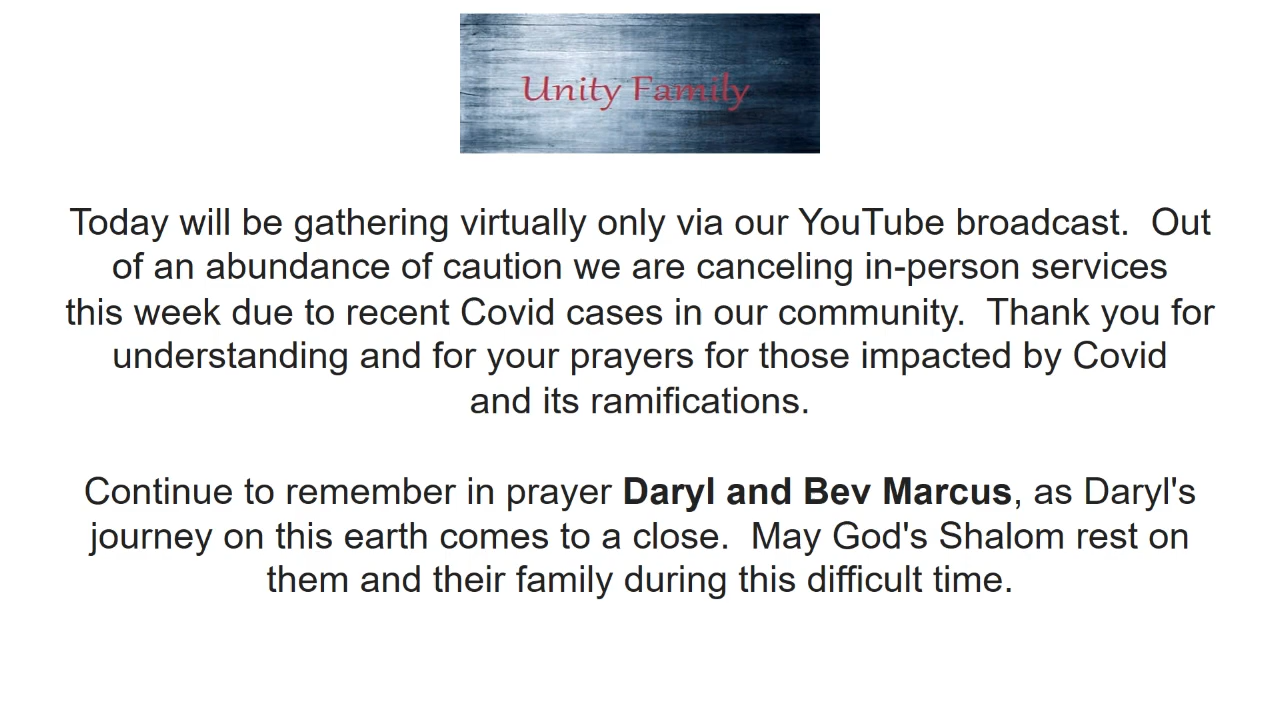 Unity Family
Today will be gathering virtually only via our YouTube broadcast.  Out
of an abundance of caution we are canceling in-person services
this week due to recent Covid cases in our community.  Thank you for
understanding and for your prayers for those impacted by Covid
and its ramifications.
Continue to remember in prayer Daryl and Bev Marcus, as Daryl's
journey on this earth comes to a close.  May God's Shalom rest on
them and their family during this difficult time.